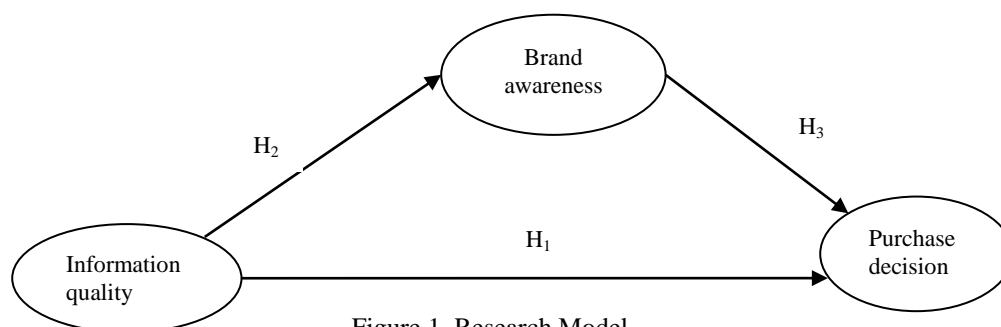 Brand
awareness
H₂
H₃
H₁
Information
quality
Purchase
decision
Figure 1. Research Model